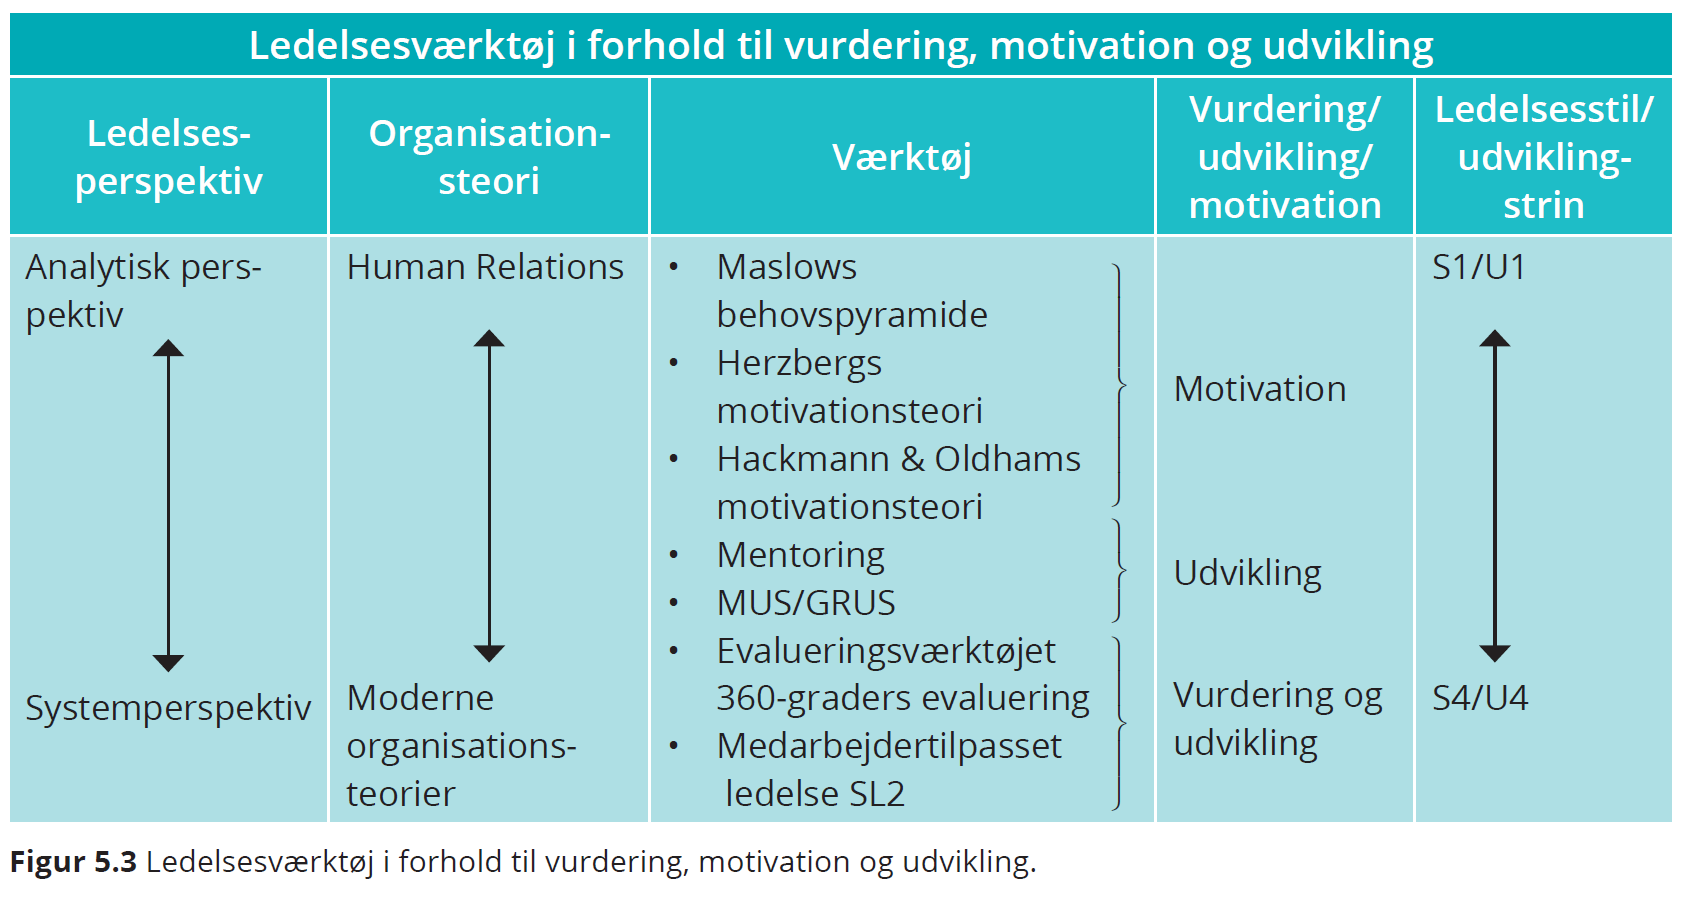 Ledelsesværktøj i forhold til vurdering, motivation og udvikling
Ledelses-
perspektiv
Organisation-
steori
Værktøj
Vurdering/
udvikling/
motivation
Ledelsesstil/
udvikling-
strin
Analytisk pers-
pektiv
Systemperspektiv
Human Relations
Moderne
organisations-
teorier
• Maslows
behovspyramide
• Herzbergs
motivationsteori
• Hackmann & Oldhams
motivationsteori
• Mentoring
• MUS/GRUS
• Evalueringsværktøjet
360-graders evaluering
• Medarbejdertilpasset
ledelse SL2
Motivation
Udvikling
Vurdering og
udvikling
S1/U1
S4/U4
Figur 5.3 Ledelsesværktøj i forhold til vurdering, motivation og udvikling.